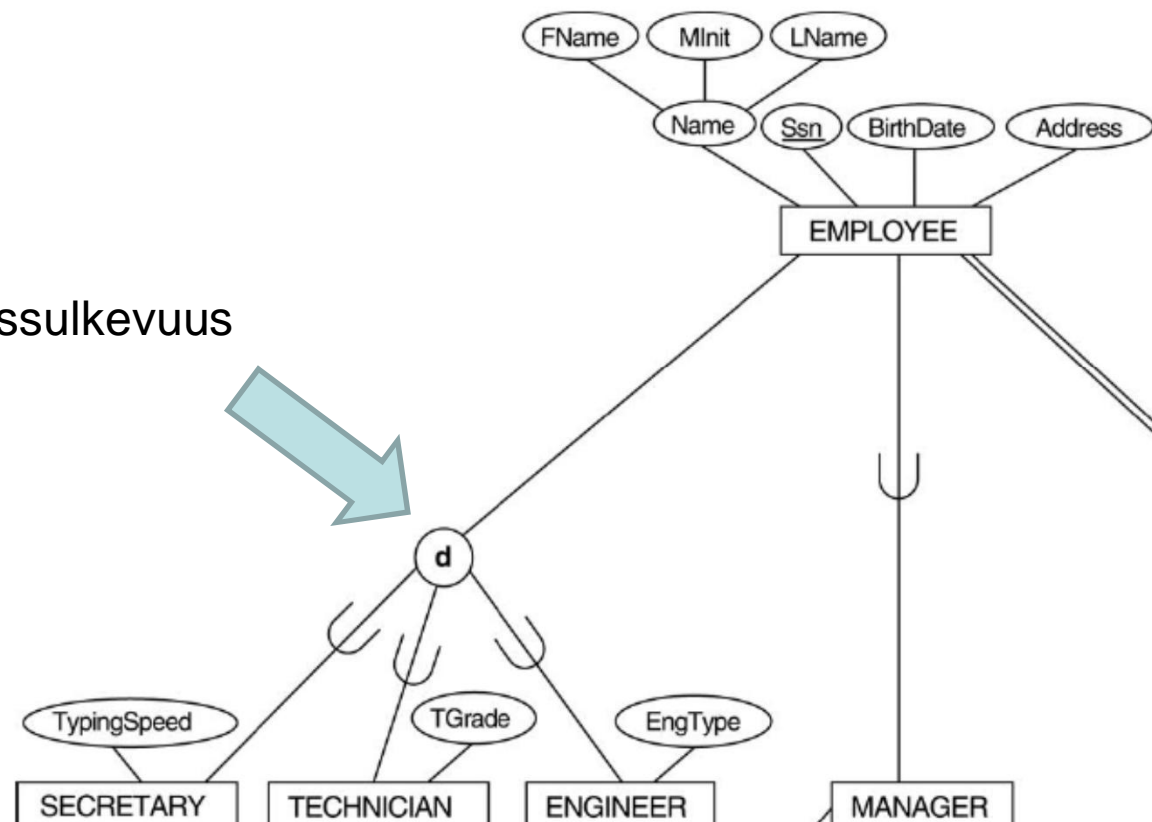 FName MInit LName
Name Ssn BirthDate Address
EMPLOYEE
ssulkevuus
d
TGrade
TypingSpeed EngType
SECRETARY TECHNICIAN ENGINEER MANAGER